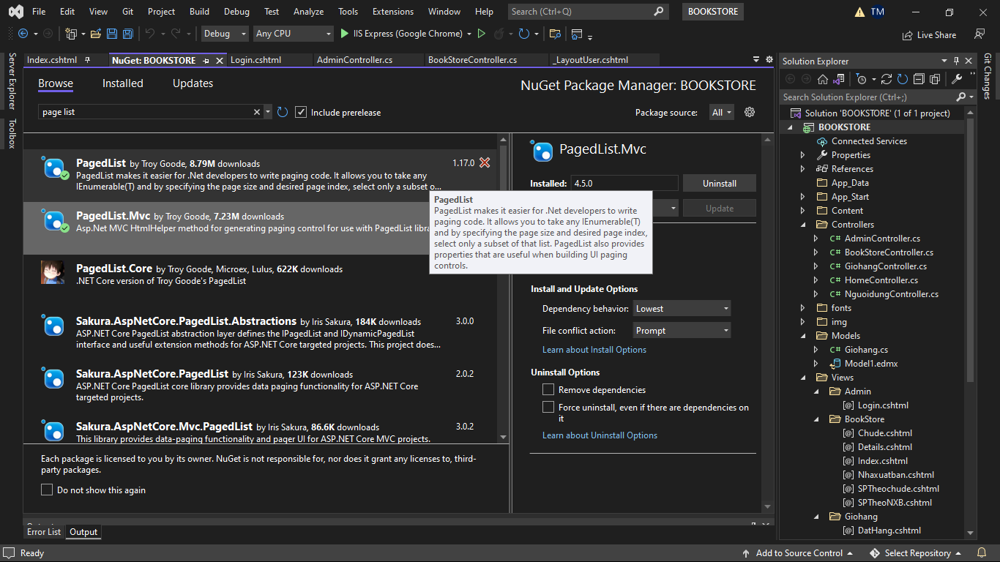 File Edit View Git Project Build Debug Test Analyze Tools Extensions Window Help Search (Ctrl+Q) BOOKSTORE TM
Debug Any CPU IIS Express (Google Chrome) Live Share
Server Explorer
Toolbox
Index.cshtml NuGet: BOOKSTORE Login.cshtml AdminController.cs BookStoreController.cs _LayoutUser.cshtml
Browse Installed Updates
NuGet Package Manager: BOOKSTORE
page list
Include prerelease
Package source: All
PagedList by Troy Goode, 8.79M downloads 1.17.0
PagedList makes it easier for .Net developers to write paging code. It allows you to take any
IEnumerable(T) and by specifying the page size and desired page index, select only a subset o...
PagedList.Mvc by Troy Goode, 7.23M downloads
Asp.Net MVC HtmlHelper method for generating paging control for use with PagedList libra
PagedList.Core by Troy Goode, Microex, Lulus, 622K downloads
.NET Core version of Troy Goode's PagedList
Sakura.AspNetCore.PagedList.Abstractions by Iris Sakura, 184K downloads 3.0.0
ASP.NET Core PagedList abstraction layer defines the IPagedList and IDynamicPagedList
interface and useful extension methods for ASP.NET Core targeted projects. This project does...
Sakura.AspNetCore.PagedList by Iris Sakura, 123K downloads 2.0.2
ASP.NET Core PagedList core library provides data paging functionality for ASP.NET Core
targeted projects.
Sakura.AspNetCore.Mvc.PagedList by Iris Sakura, 86.6K downloads 3.0.2
This library provides data-paging functionality and pager UI for ASP.NET Core MVC projects.
Each package is licensed to you by its owner. NuGet is not responsible for, nor does it grant any licenses to, third-
party packages.
Do not show this again
PagedList.Mvc
Installed: 4.5.0 Uninstall
Update
PagedList
PagedList makes it easier for .Net developers to write
paging code. It allows you to take any IEnumerable(T)
and by specifying the page size and desired page index,
select only a subset of that list. PagedList also provides
properties that are useful when building UI paging
controls.
Install and Update Options
Dependency behavior: Lowest
File conflict action: Prompt
Learn about Install Options
Uninstall Options
Remove dependencies
Force uninstall, even if there are dependencies on
it
Learn about Uninstall Options
Solution Explorer
Search Solution Explorer (Ctrl+;)
Solution 'BOOKSTORE' (1 of 1 project)
BOOKSTORE
Connected Services
Properties
References
App_Data
App_Start
Content
Controllers
AdminController.cs
BookStoreController.cs
GiohangController.cs
HomeController.cs
NguoidungController.cs
fonts
img
Models
Giohang.cs
Model1.edmx
Views
Admin
Login.cshtml
BookStore
Chude.cshtml
Details.cshtml
Index.cshtml
Nhaxuatban.cshtml
SPTheochude.cshtml
SPTheoNXB.cshtml
Giohang
DatHang.cshtml
Git Changes
Error List Output
Ready Add to Source Control Select Repository